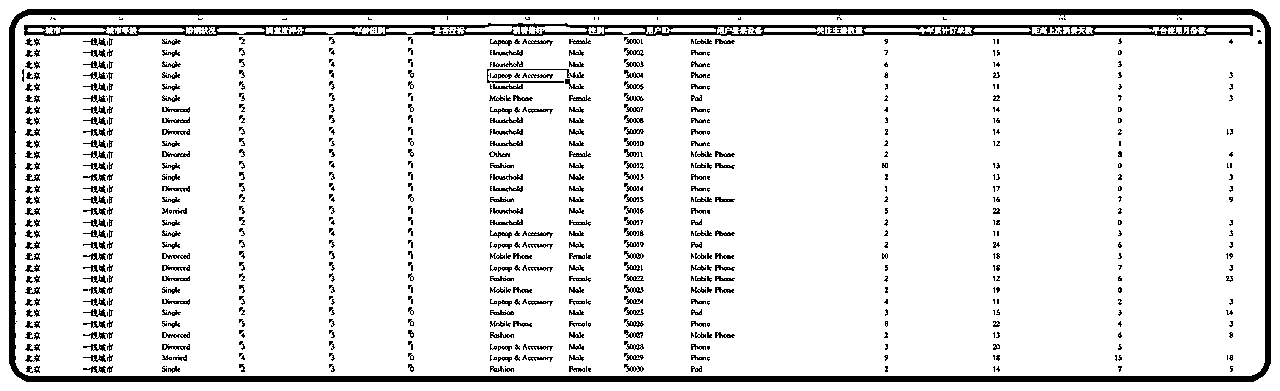 城市 城市等级 婚姻状况 满意度评分 年龄组别 是否投诉 性别 用户ID 今年累计订单数 距离上次消费天数 平台使用月份数
北京 一线城市 Single 2 3 1 Laptop & Accessory Female 50001 Mobile Phone 9 11 5 4
北京 一线城市 Single 3 4 1 Household Male 50002 Phone 7 15 0
北京 一线城市 Single 3 4 1 Household Male 50003 Phone 6 14 3
北京 一线城市 Single 5 3 0 Laptop & Accessory Male 50004 Phone 8 23 3
北京 一线城市 Single 5 3 0 Household Male 50005 Phone 3 11 3 3
北京 一线城市 Single 5 3 1 Mobile Phone Female 50006 Pad 2 22 7 3
北京 一线城市 Divorced 2 3 0 Laptop & Accessory Male 50007 Phone 4 14 0
北京 一线城市 Divorced 2 3 1 Household Male 50008 Phone 3 16 0
北京 一线城市 Divorced 3 4 1 Household Male 50009 Phone 2 14 2 13
北京 一线城市 Single 3 3 0 Household Male 50010 Phone 2 12 1
北京 一线城市 Divorced 3 3 0 Others Female 50011 Mobile Phone 2 8 4
北京 一线城市 Single 3 4 1 Fashion Male 50012 Mobile Phone 10 13 0 11
北京 一线城市 Single 3 3 1 Household Male 50013 Phone 2 13 2 3
北京 一线城市 Divorced 3 4 1 Household Male 50014 Phone 1 17 0 3
北京 一线城市 Single 2 4 0 Fashion Male 50015 Mobile Phone 2 16 7 9
北京 一线城市 Married 5 3 1 Household Male 50016 Phone 5 22 2
北京 一线城市 Single 2 4 1 Household Female 50017 Pad 2 18 0 3
北京 一线城市 Single 3 3 1 Laptop & Accessory Male 50018 Mobile Phone 2 11 3
北京 一线城市 Single 3 3 1 Laptop & Accessory Male 50019 Pad 2 24 6 3
北京 一线城市 Divorced 4 3 1 Mobile Phone Female 50020 Mobile Phone 10 18 19
北京 一线城市 Divorced 3 3 1 Laptop & Accessory Male 50021 Mobile Phone 5 18 7 3
北京 一线城市 Divorced 2 3 0 Fashion Female 50022 Mobile Phone 2 12 6 23
北京 一线城市 Single 5 3 1 Mobile Phone Male 50023 Mobile Phone 2 19 0
北京 一线城市 Divorced 3 3 1 Laptop & Accessory Female 50024 Phone 4 11 2 3
北京 一线城市 Single 2 3 1 Fashion Male 50025 Pad 3 15 3 14
北京 一线城市 Single 5 3 0 Mobile Phone Female 50026 Phone 8 22 4 3
北京 一线城市 Divorced 4 3 0 Fashion Male 50027 Mobile Phone 2 13 6 8
北京 一线城市 Divorced 3 3 1 Laptop & Accessory Male 50028 Phone 3 20 5
北京 一线城市 Married 4 3 0 Laptop & Accessory Male 50029 Phone 9 18 15 18
北京 一线城市 Single 2 3 0 Fashion Female 50030 Pad 2 14 7 5